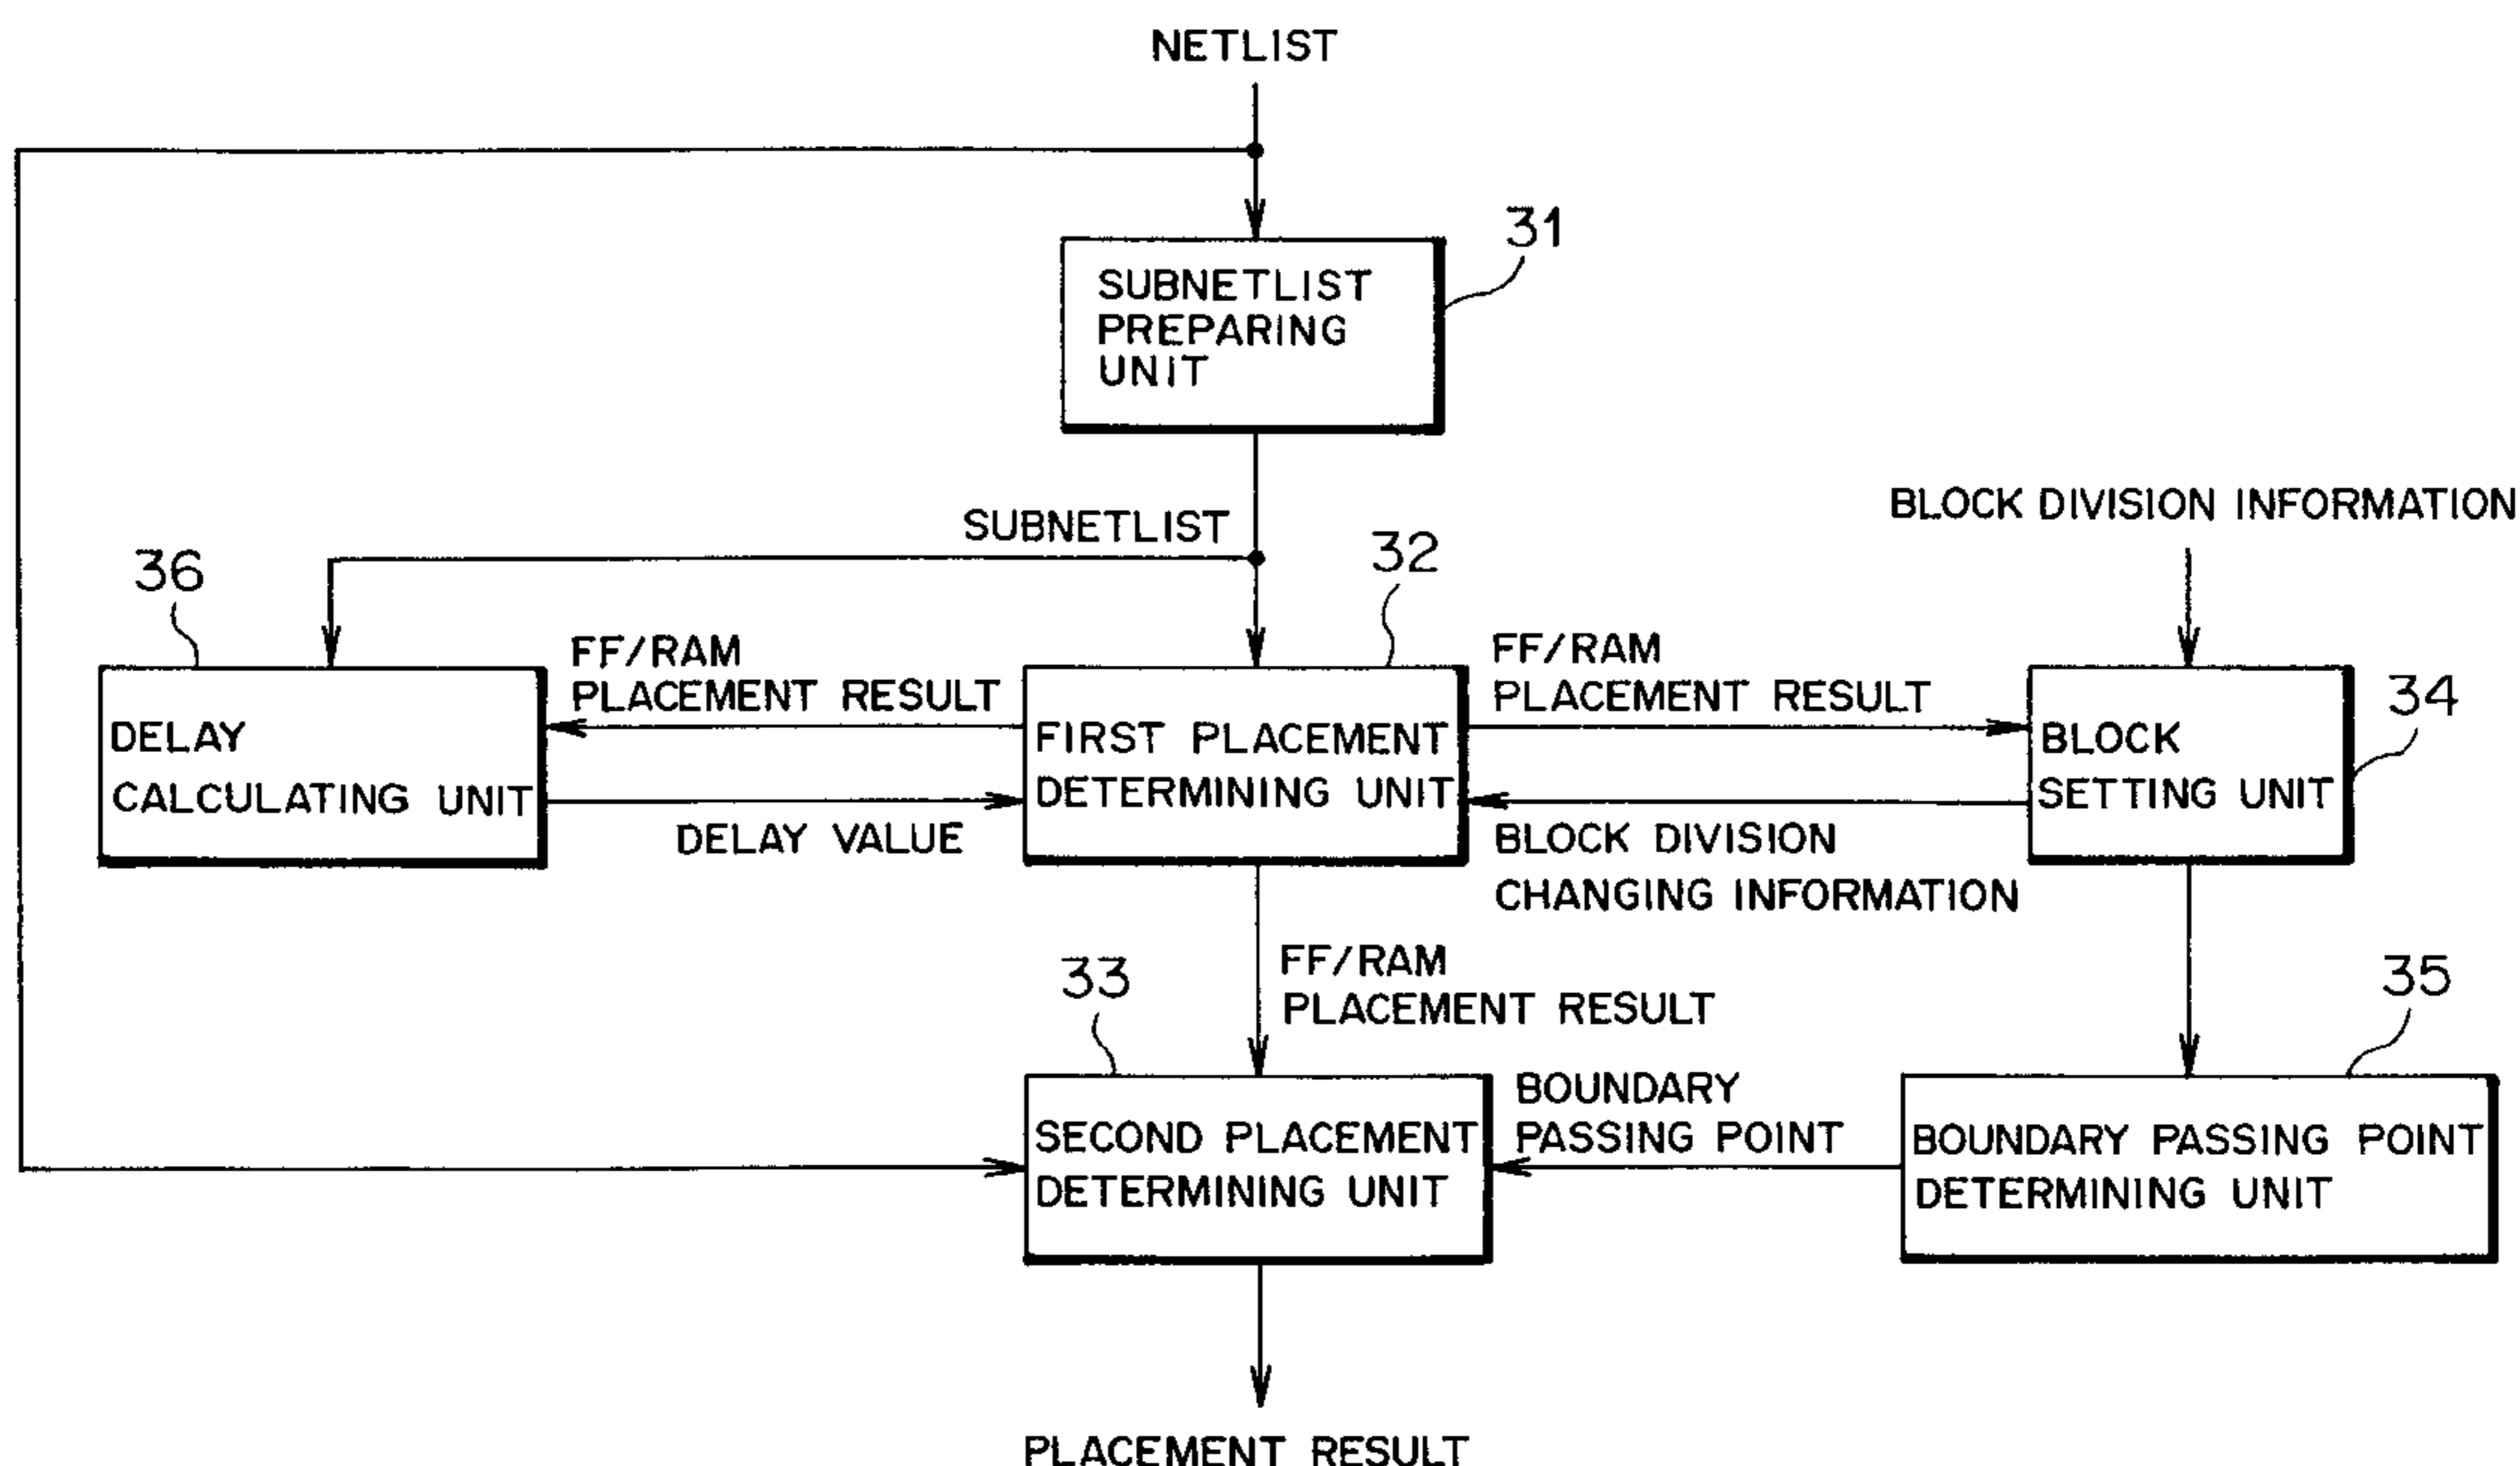 NETLIST
31
SUBNETLIST
PREPARING
UNIT
BLOCK DIVISION INFORMATION
SUBNETLIST
36
32
FF/RAM
PLACEMENT RESULT
FF/RAM
PLACEMENT RESULT
34
DELAY
CALCULATING UNIT
FIRST PLACEMENT
DETERMINING UNIT
BLOCK
SETTING UNIT
DELAY VALUE
BLOCK DIVISION
CHANGING INFORMATION
33
FF/RAM
PLACEMENT RESULT
35
SECOND PLACEMENT
DETERMINING UNIT
BOUNDARY
PASSING POINT
BOUNDARY PASSING POINT
DETERMINING UNIT
PLACEMENT RESULT